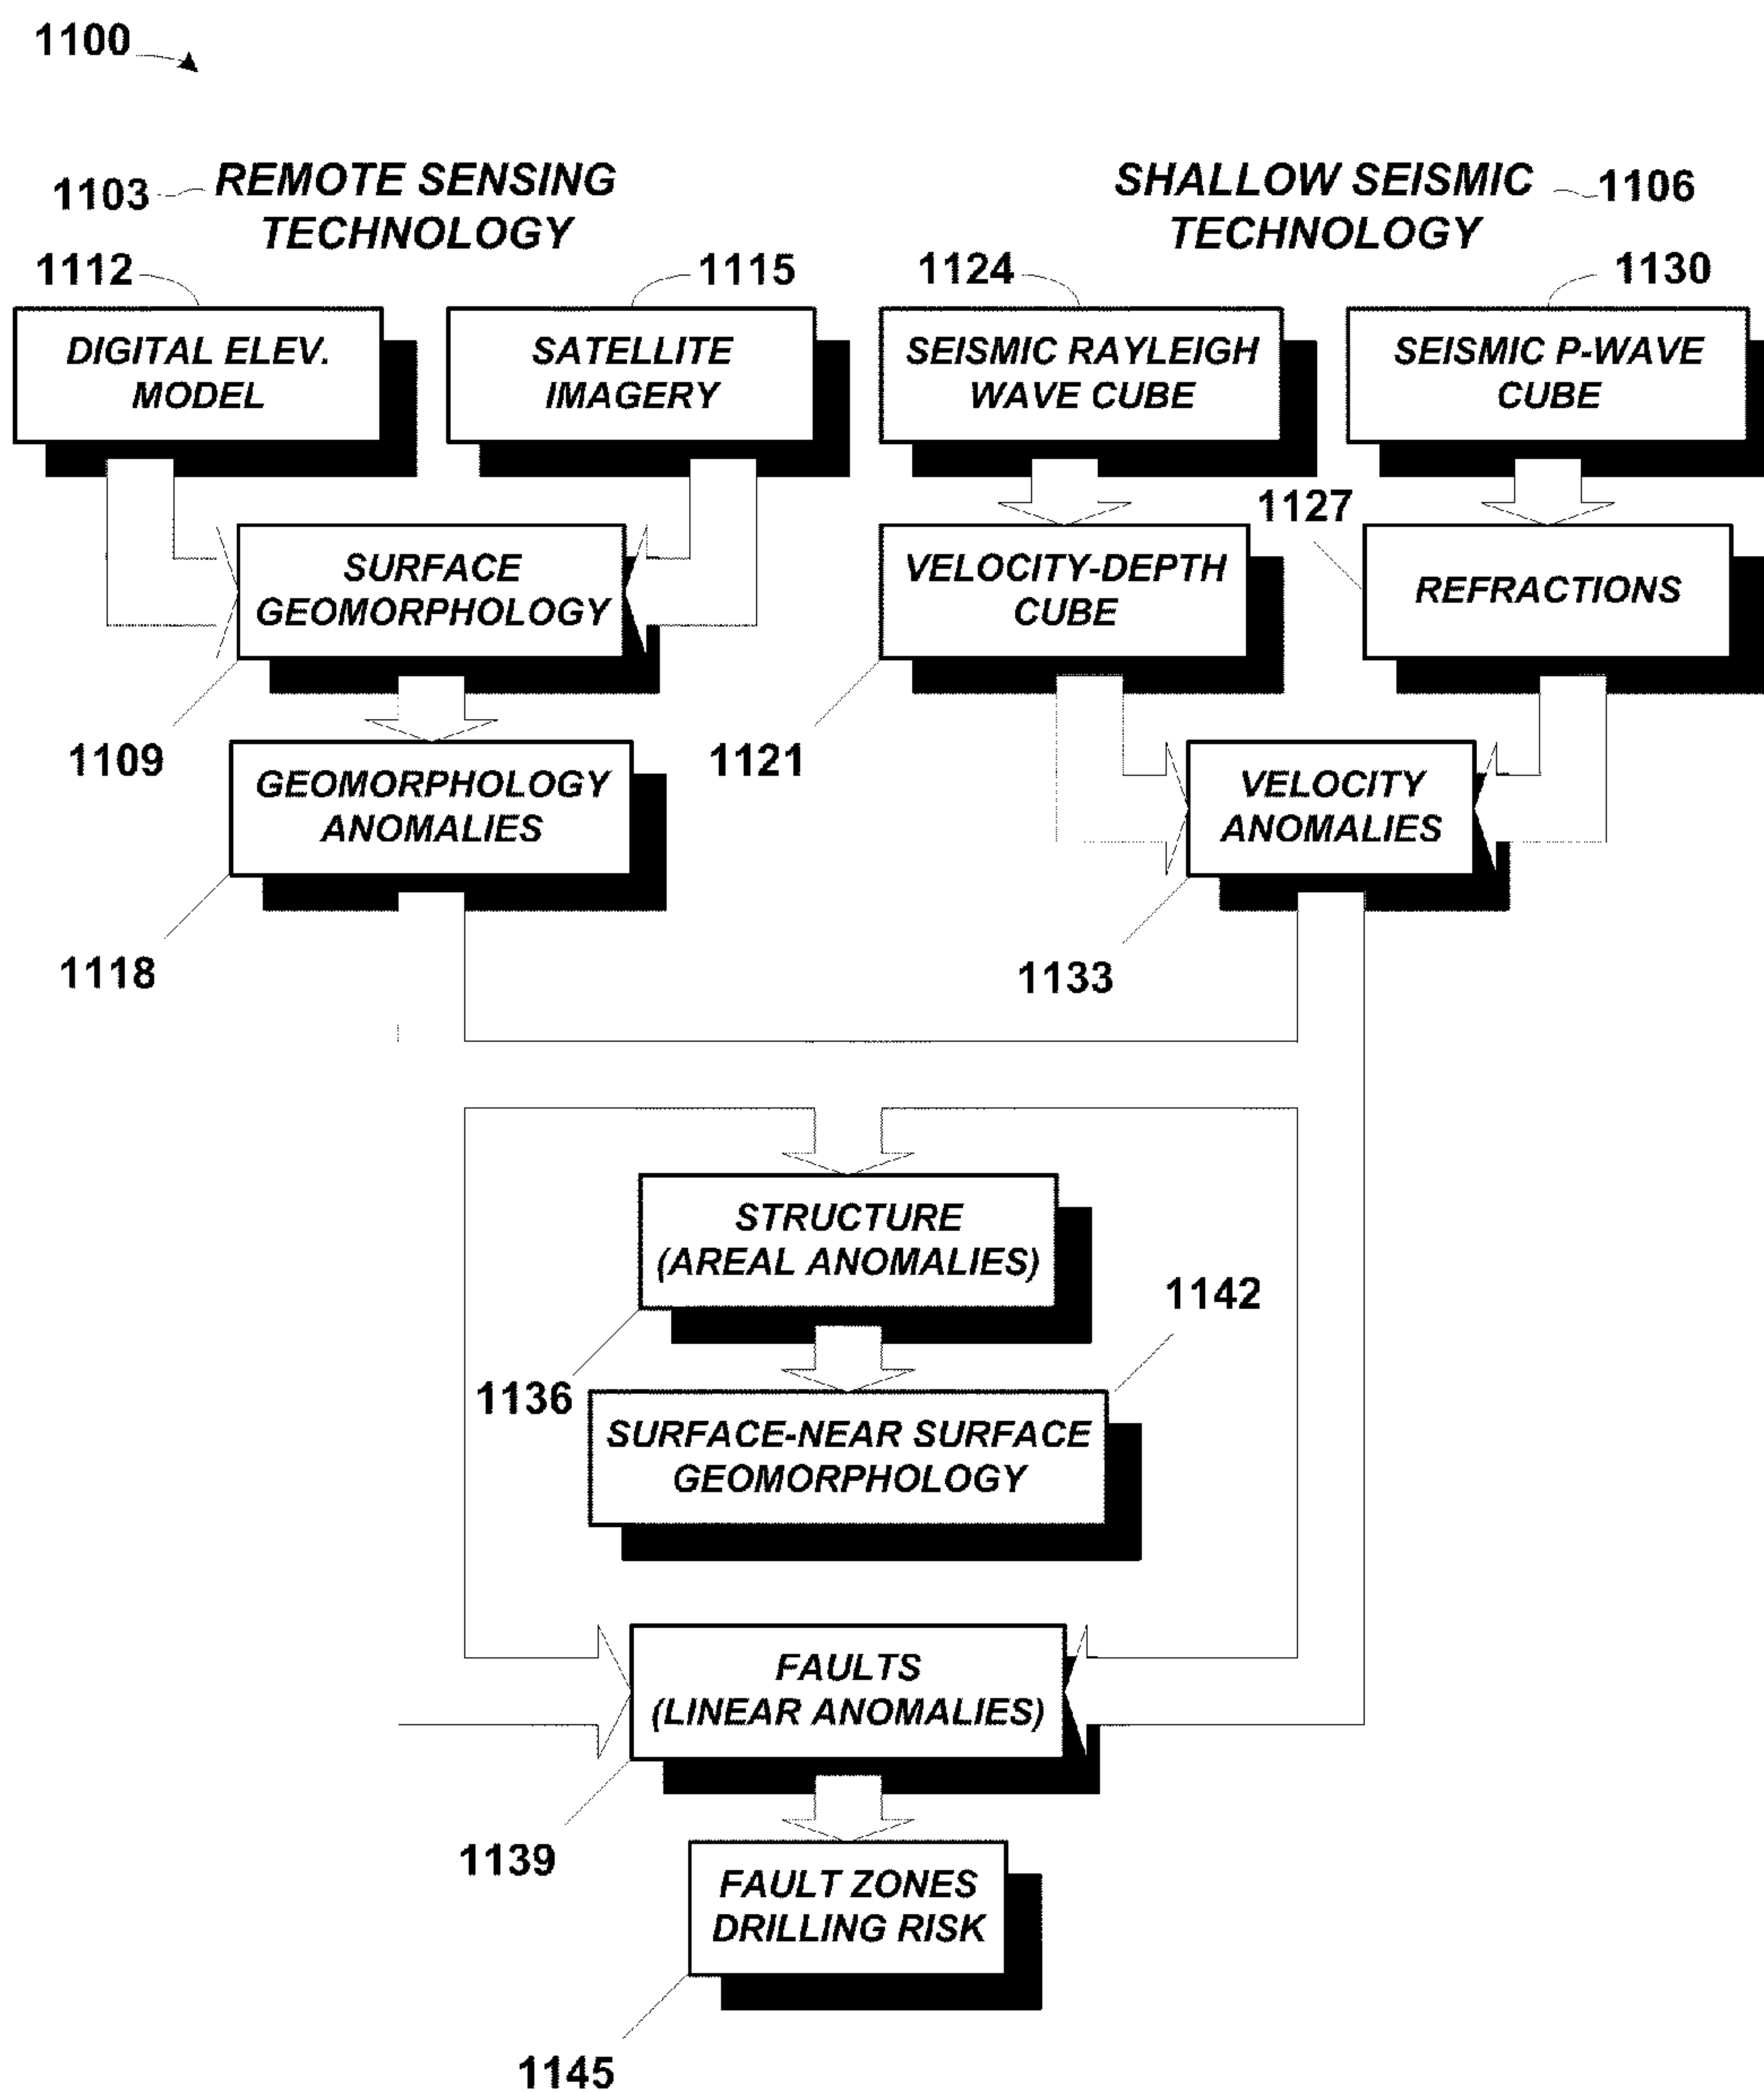 1100
1103
REMOTE SENSING
TECHNOLOGY
SHALLOW SEISMIC
TECHNOLOGY
1106
1112
1115
1124
1130
DIGITAL ELEV.
MODEL
SATELLITE
IMAGERY
SEISMIC RAYLEIGH
WAVE CUBE
SEISMIC P-WAVE
CUBE
1127
SURFACE
GEOMORPHOLOGY
VELOCITY-DEPTH
CUBE
REFRACTIONS
1109
1121
GEOMORPHOLOGY
ANOMALIES
VELOCITY
ANOMALIES
1118
1133
STRUCTURE
(AREAL ANOMALIES)
1142
1136
SURFACE-NEAR SURFACE
GEOMORPHOLOGY
FAULTS
(LINEAR ANOMALIES)
1139
FAULT ZONES
DRILLING RISK
1145